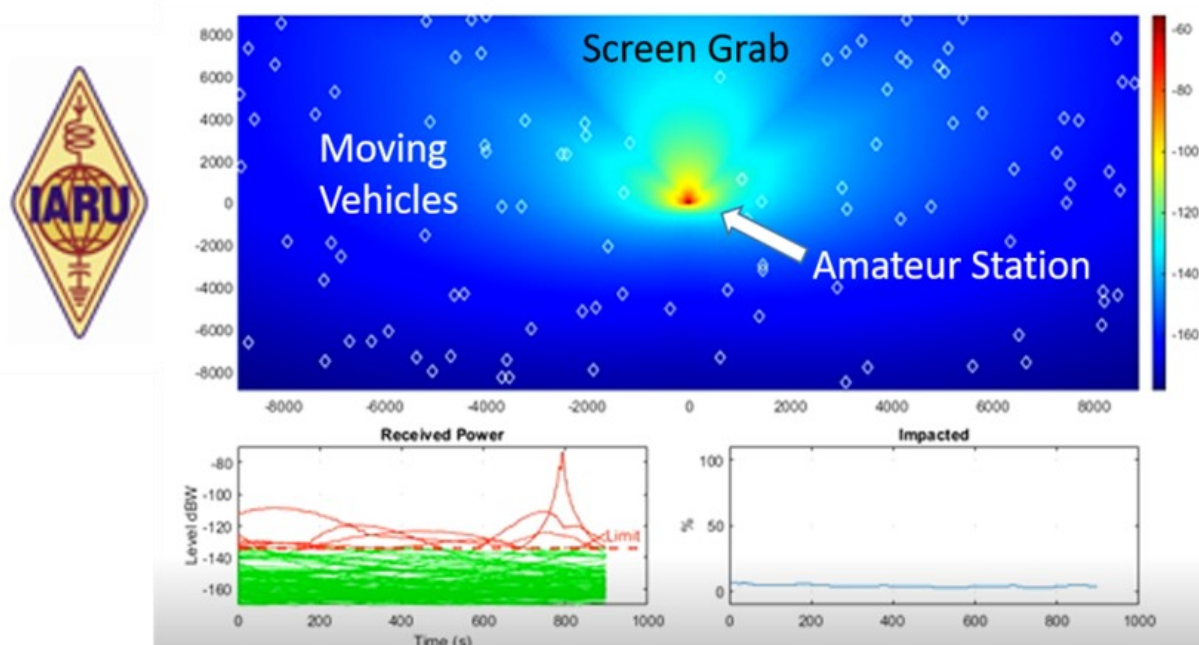 IARU
Screen Grab
Moving
Vehicles
Amateur Station
8000
6000
4000
2000
0
-2000
-4000
-6000
-8000
-8000 -6000 -4000 -2000 0 2000 4000 6000 8000
-60
-80
-100
-120
-140
-160
Received Power
Level dBW
-80
-100
-120
-140
-160
Limit
0 200 400 600 800 1000
Time (s)
Impacted
%
100
50
0
0 200 400 600 800 1000